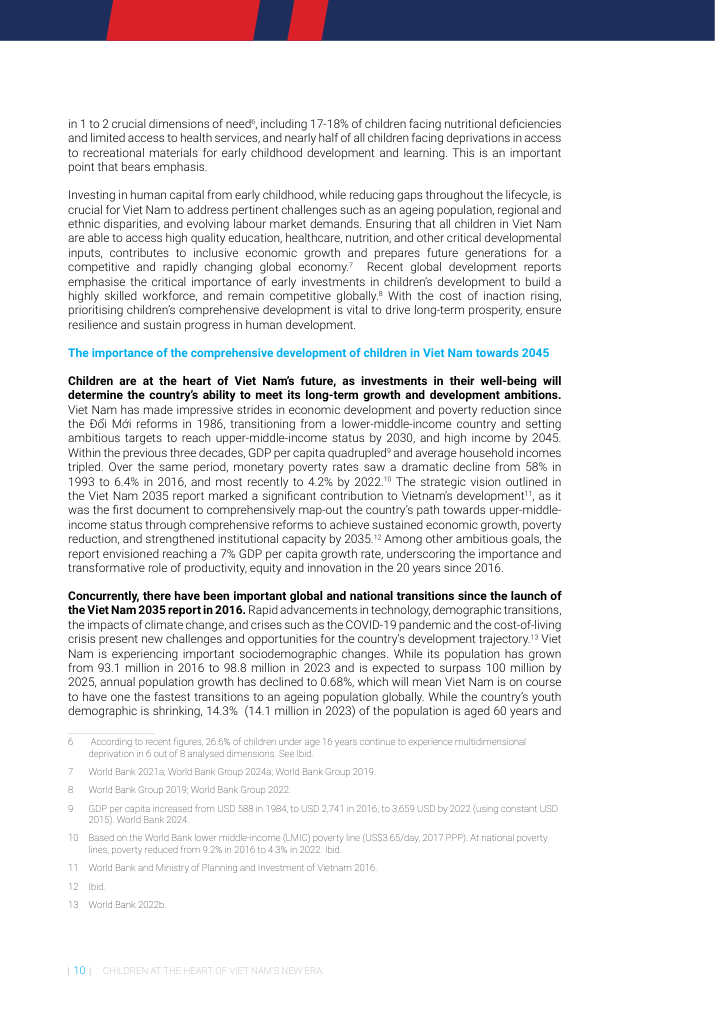 in 1 to 2 crucial dimensions of need⁶, including 17-18% of children facing nutritional deficiencies
and limited access to health services, and nearly half of all children facing deprivations in access
to recreational materials for early childhood development and learning. This is an important
point that bears emphasis.
Investing in human capital from early childhood, while reducing gaps throughout the lifecycle, is
crucial for Viet Nam to address pertinent challenges such as an ageing population, regional and
ethnic disparities, and evolving labour market demands. Ensuring that all children in Viet Nam
are able to access high quality education, healthcare, nutrition, and other critical developmental
inputs, contributes to inclusive economic growth and prepares future generations for a
competitive and rapidly changing global economy.⁷ Recent global development reports
emphasise the critical importance of early investments in children's development to build a
highly skilled workforce, and remain competitive globally.⁸ With the cost of inaction rising,
prioritising children's comprehensive development is vital to drive long-term prosperity, ensure
resilience and sustain progress in human development.
The importance of the comprehensive development of children in Viet Nam towards 2045
Children are at the heart of Viet Nam's future, as investments in their well-being will
determine the country's ability to meet its long-term growth and development ambitions.
Viet Nam has made impressive strides in economic development and poverty reduction since
the Đổi Mới reforms in 1986, transitioning from a lower-middle-income country and setting
ambitious targets to reach upper-middle-income status by 2030, and high income by 2045.
Within the previous three decades, GDP per capita quadrupled⁹ and average household incomes
tripled. Over the same period, monetary poverty rates saw a dramatic decline from 58% in
1993 to 6.4% in 2016, and most recently to 4.2% by 2022.¹⁰ The strategic vision outlined in
the Viet Nam 2035 report marked a significant contribution to Vietnam's development¹¹, as it
was the first document to comprehensively map-out the country's path towards upper-middle-
income status through comprehensive reforms to achieve sustained economic growth, poverty
reduction, and strengthened institutional capacity by 2035.¹² Among other ambitious goals, the
report envisioned reaching a 7% GDP per capita growth rate, underscoring the importance and
transformative role of productivity, equity and innovation in the 20 years since 2016.
Concurrently, there have been important global and national transitions since the launch of
the Viet Nam 2035 report in 2016. Rapid advancements in technology, demographic transitions,
the impacts of climate change, and crises such as the COVID-19 pandemic and the cost-of-living
crisis present new challenges and opportunities for the country's development trajectory.¹³ Viet
Nam is experiencing important sociodemographic changes. While its population has grown
from 93.1 million in 2016 to 98.8 million in 2023 and is expected to surpass 100 million by
2025, annual population growth has declined to 0.68%, which will mean Viet Nam is on course
to have one the fastest transitions to an ageing population globally. While the country's youth
demographic is shrinking, 14.3% (14.1 million in 2023) of the population is aged 60 years and
6 According to recent figures, 26.6% of children under age 16 years continue to experience multidimensional
deprivation in 6 out of 8 analysed dimensions. See Ibid.
7 World Bank 2021a; World Bank Group 2024a; World Bank Group 2019.
8 World Bank Group 2019; World Bank Group 2022.
9 GDP per capita increased from USD 588 in 1984, to USD 2,741 in 2016, to 3,659 USD by 2022 (using constant USD
2015). World Bank 2024.
10 Based on the World Bank lower middle-income (LMIC) poverty line (US$3.65/day, 2017 PPP). At national poverty
lines, poverty reduced from 9.2% in 2016 to 4.3% in 2022. Ibid.
11 World Bank and Ministry of Planning and Investment of Vietnam 2016.
12 Ibid.
13 World Bank 2022b.
| 10 | CHILDREN AT THE HEART OF VIET NAM'S NEW ERA